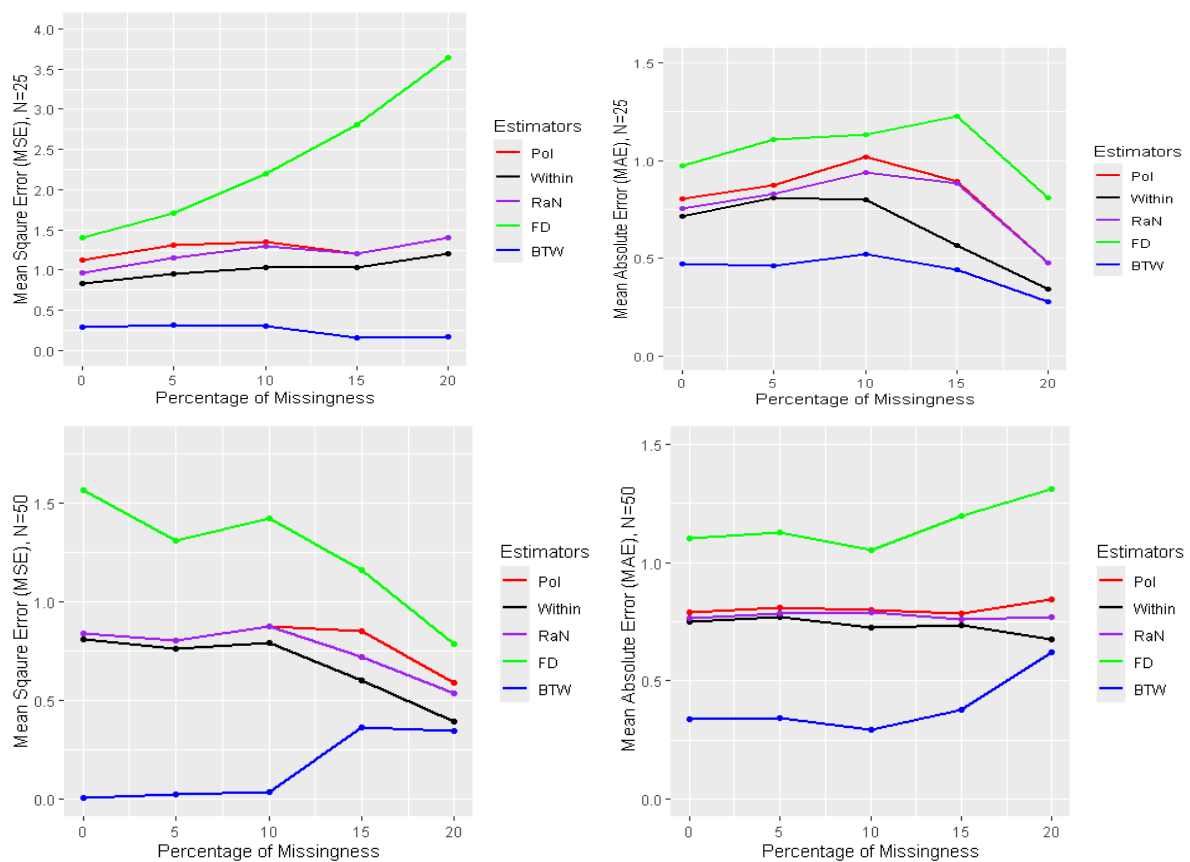 Mean Sqaure Error (MSE), N=25
4.0
3.5
3.0
2.5
2.0
1.5
1.0
0.5
0.0
0 5 10 15 20
Percentage of Missingness
Estimators
Pol
Within
RaN
FD
BTW
Mean Absolute Error (MAE), N=25
1.5
1.0
0.5
0.0
0 5 10 15 20
Percentage of Missingness
Estimators
Pol
Within
RaN
FD
BTW
Mean Sqaure Error (MSE), N=50
1.5
1.0
0.5
0.0
0 5 10 15 20
Percentage of Missingness
Estimators
Pol
Within
RaN
FD
BTW
Mean Absolute Error (MAE), N=50
1.5
1.0
0.5
0.0
0 5 10 15 20
Percentage of Missingness
Estimators
Pol
Within
RaN
FD
BTW